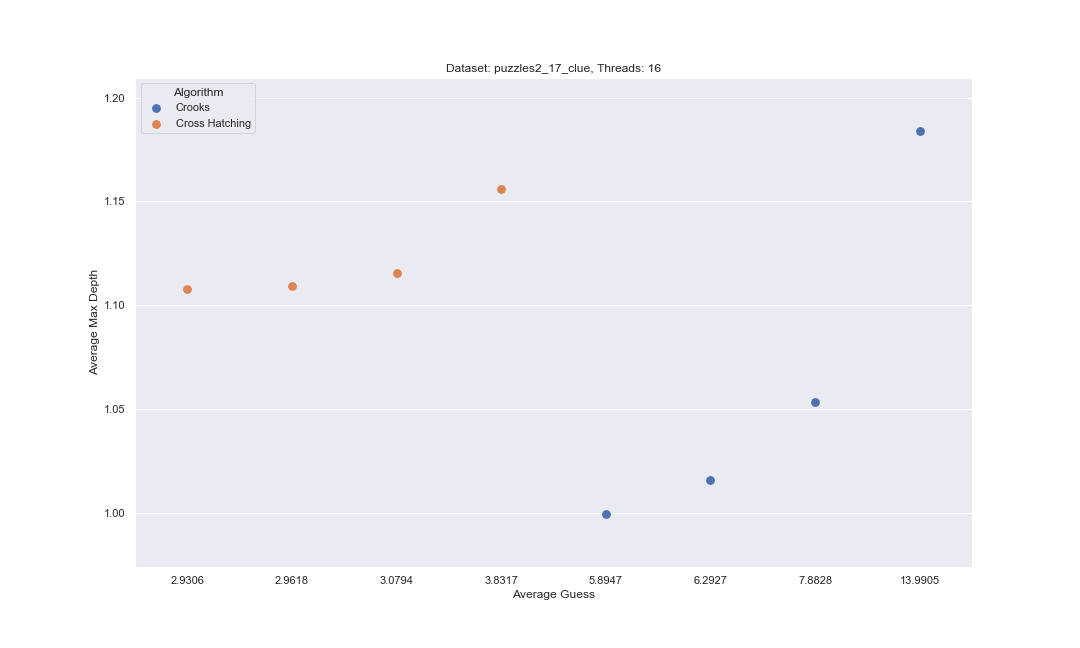 Dataset: puzzles2_17_clue, Threads: 16
Algorithm
Crooks
Cross Hatching
1.20
1.15
1.10
1.05
1.00
Average Max Depth
2.9306 2.9618 3.0794 3.8317 5.8947 6.2927 7.8828 13.9905
Average Guess